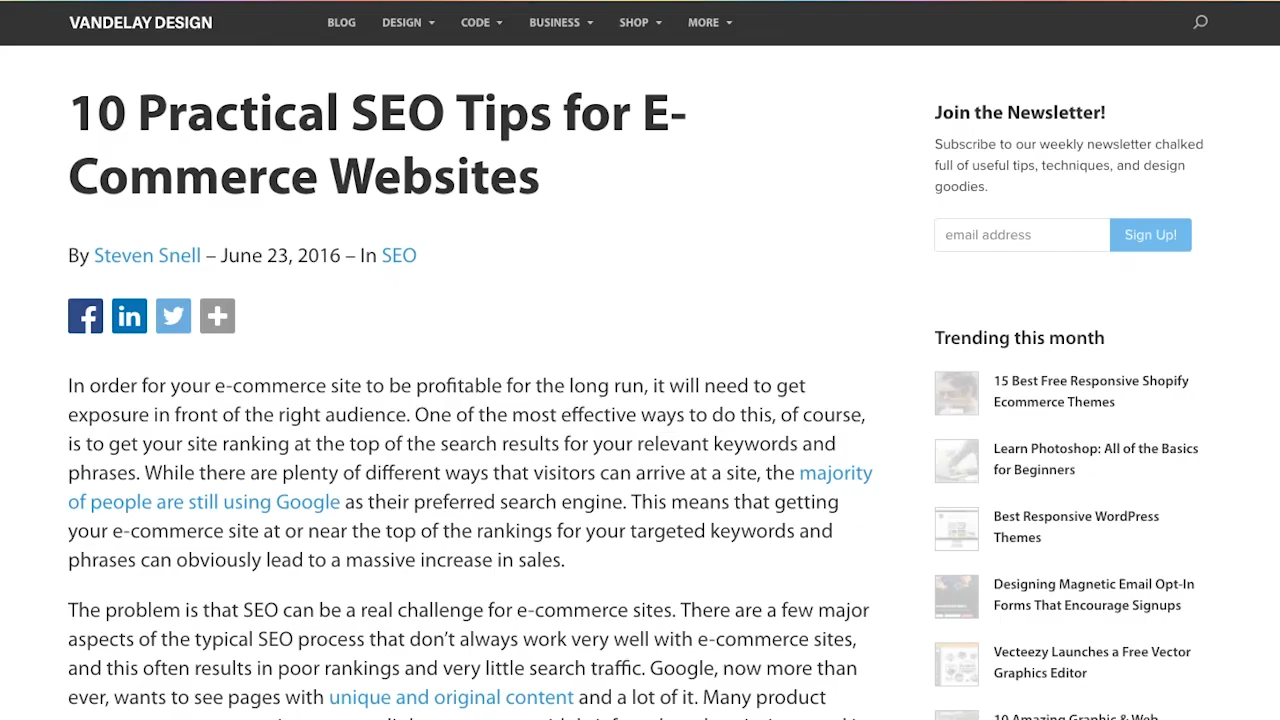 VANDELAY DESIGN
BLOG DESIGN CODE BUSINESS SHOP MORE
10 Practical SEO Tips for E-
Commerce Websites
By Steven Snell – June 23, 2016 – In SEO
In order for your e-commerce site to be profitable for the long run, it will need to get
exposure in front of the right audience. One of the most effective ways to do this, of course,
is to get your site ranking at the top of the search results for your relevant keywords and
phrases. While there are plenty of different ways that visitors can arrive at a site, the majority
of people are still using Google as their preferred search engine. This means that getting
your e-commerce site at or near the top of the rankings for your targeted keywords and
phrases can obviously lead to a massive increase in sales.
The problem is that SEO can be a real challenge for e-commerce sites. There are a few major
aspects of the typical SEO process that don’t always work very well with e-commerce sites,
and this often results in poor rankings and very little search traffic. Google, now more than
ever, wants to see pages with unique and original content and a lot of it. Many product
Join the Newsletter!
Subscribe to our weekly newsletter chalked
full of useful tips, techniques, and design
goodies.
email address Sign Up!
Trending this month
15 Best Free Responsive Shopify
Ecommerce Themes
Learn Photoshop: All of the Basics
for Beginners
Best Responsive WordPress
Themes
Designing Magnetic Email Opt-In
Forms That Encourage Signups
Vecteezy Launches a Free Vector
Graphics Editor
10 Amazing Graphic & Web